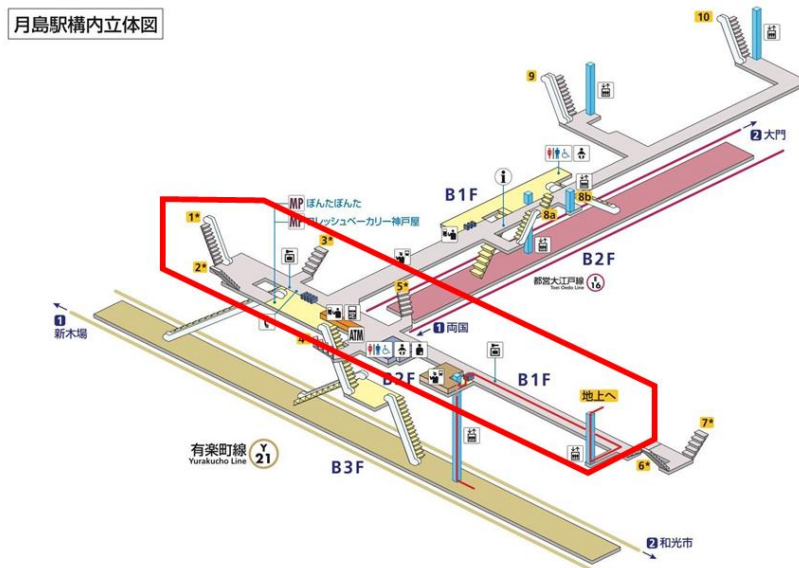 月島駅構内立体図
10
9
2 大門
B1F
8b
8a
MP ぽんたぽんた
MP フレッシュベーカリー神戸屋
1*
3*
2*
B2F
都営大江戸線 E 16
Toei Oedo Line
5*
1 両国
1 新木場
ATM
4*
B2F
B1F
地上へ
7*
6*
有楽町線 Y 21
Yurakucho Line
B3F
2 和光市